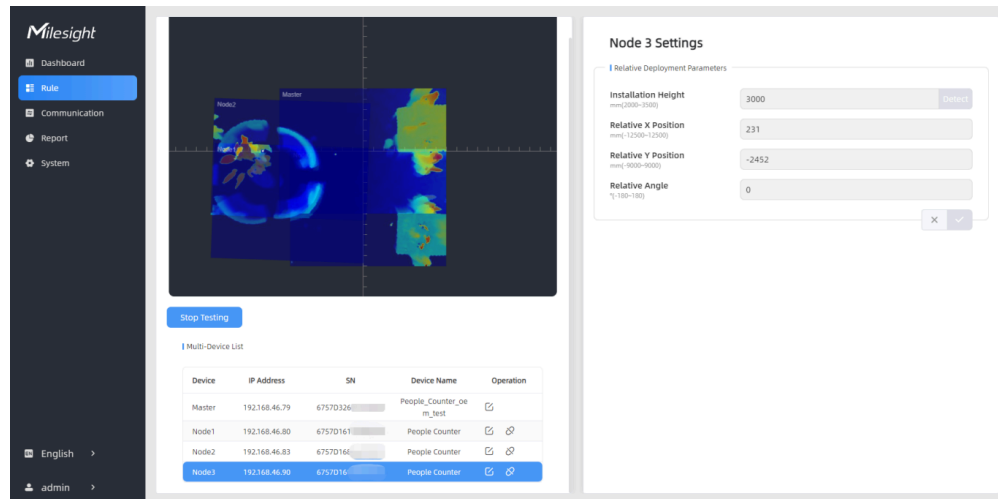 Milesight
Dashboard
Rule
Communication
Report
System
EN English >
admin >
Node2
Master
Stop Testing
Multi-Device List
Device IP Address SN Device Name Operation
Master 192.168.46.79 6757D326 People_Counter_oe
m_test
Node1 192.168.46.80 6757D161 People Counter
Node2 192.168.46.83 6757D16 People Counter
Node3 192.168.46.90 6757D16 People Counter
Node 3 Settings
Relative Deployment Parameters
Installation Height
mm(2000~3500)
3000 Detect
Relative X Position
mm(-12500~12500)
231
Relative Y Position
mm(-9000~9000)
-2452
Relative Angle
°(-180~180)
0